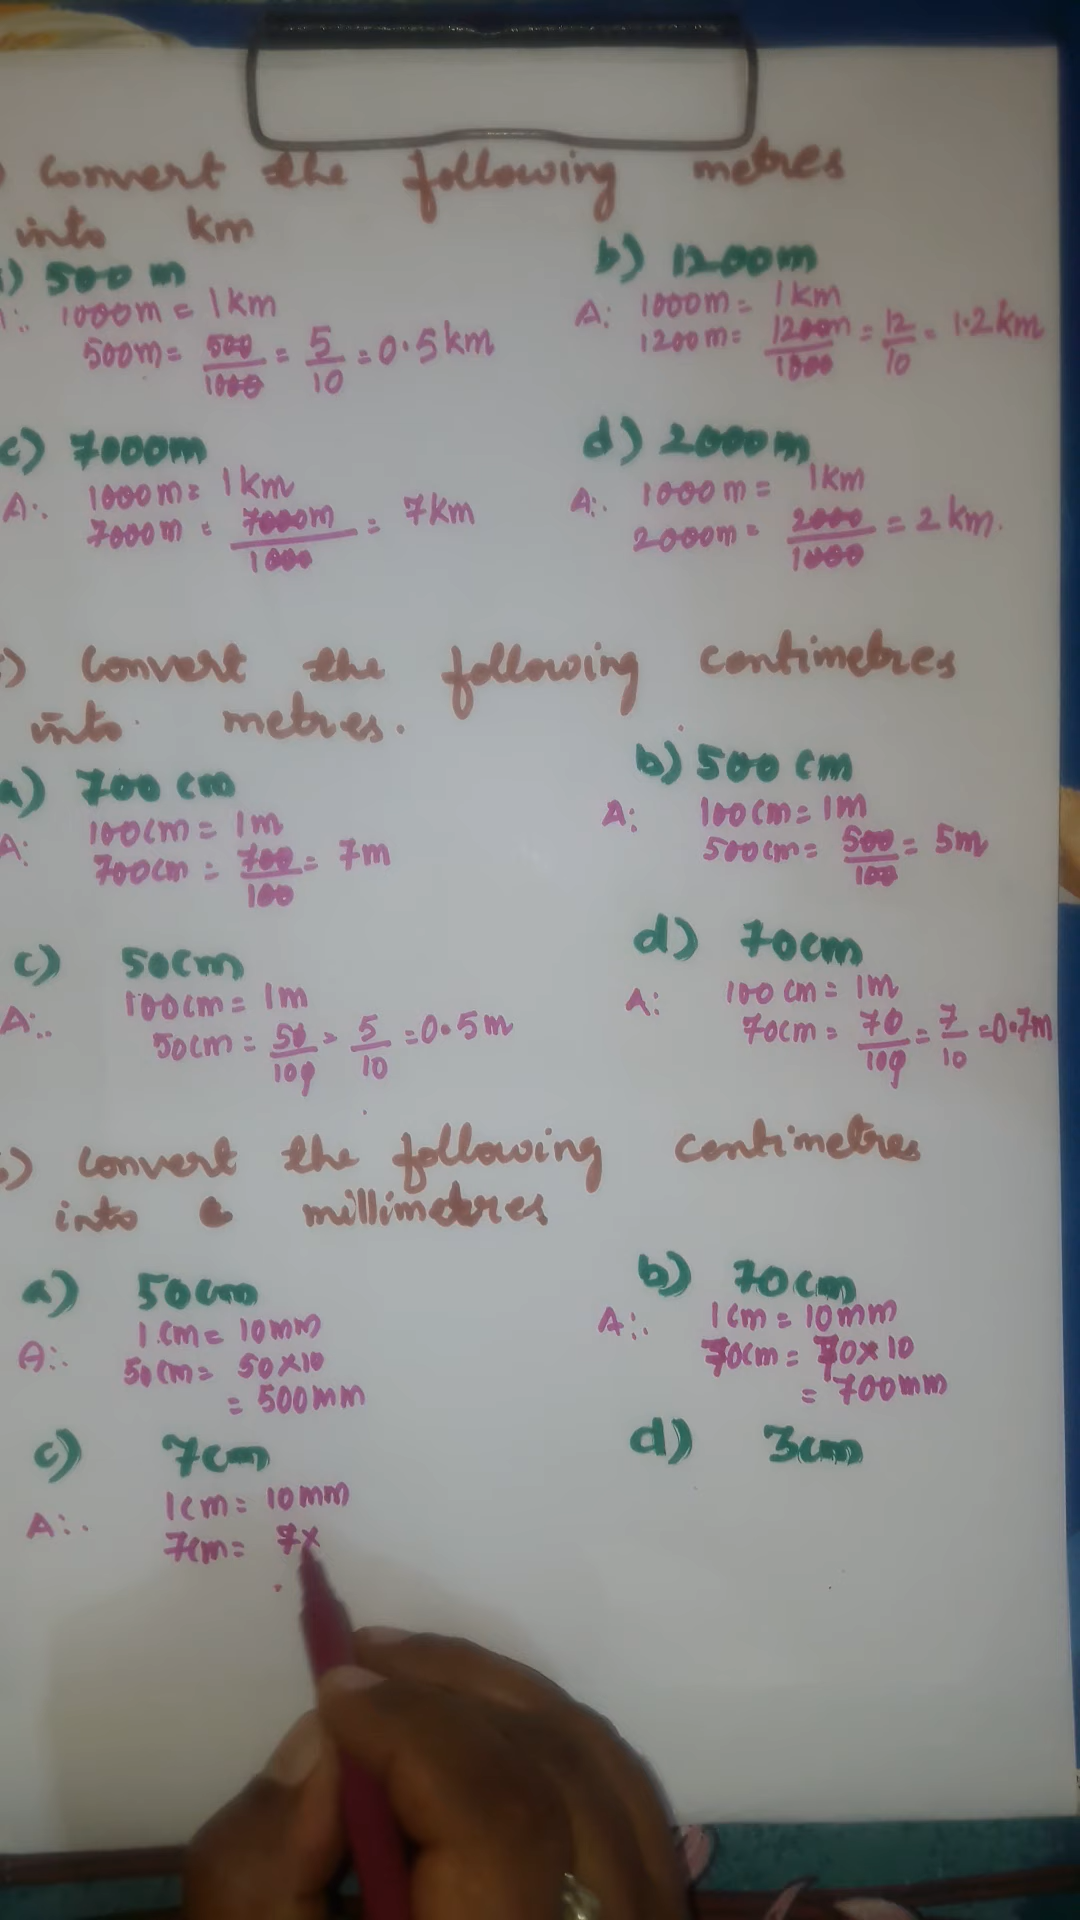 ) Convert the following metres
into km
a) 500 m
A:. 1000m = 1km
500m = 500/1000 = 5/10 = 0.5km
b) 1200m
A: 1000m = 1km
1200m = 1200m/1000 = 12/10 = 1.2km
c) 7000m
A:. 1000m = 1km
7000m = 7000m/1000 = 7km
d) 2000m
A:. 1000m = 1km
2000m = 2000/1000 = 2km.
) Convert the following centimetres
into metres.
a) 700 cm
A: 100cm = 1m
700cm = 700/100 = 7m
b) 500 cm
A: 100cm = 1m
500cm = 500/100 = 5m
c) 50cm
A:. 100cm = 1m
50cm = 50/100 = 5/10 = 0.5m
d) 70cm
A: 100cm = 1m
70cm = 70/100 = 7/10 = 0.7m
) Convert the following centimetres
into millimetres
a) 50cm
A:. 1cm = 10mm
50cm = 50×10
= 500mm
b) 70cm
A:. 1cm = 10mm
70cm = 70×10
= 700mm
c) 7cm
A:. 1cm = 10mm
7cm = 7×
d) 3cm